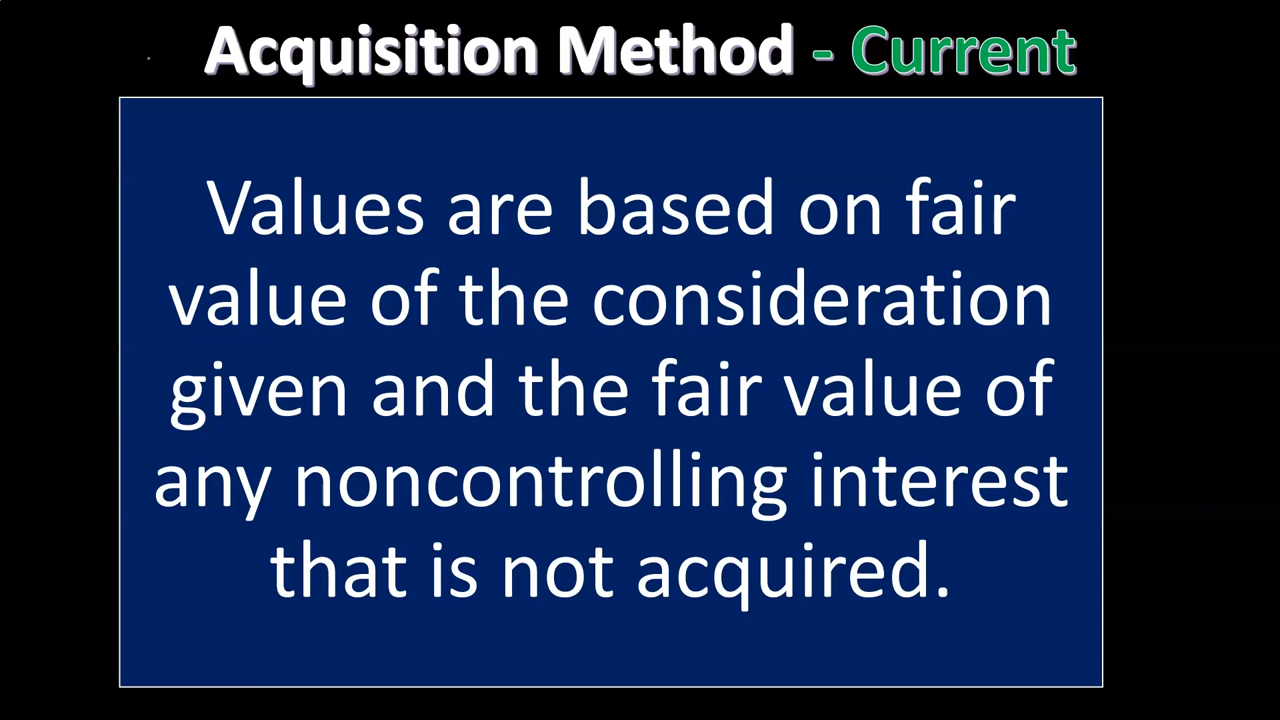 Acquisition Method - Current
Values are based on fair
value of the consideration
given and the fair value of
any noncontrolling interest
that is not acquired.